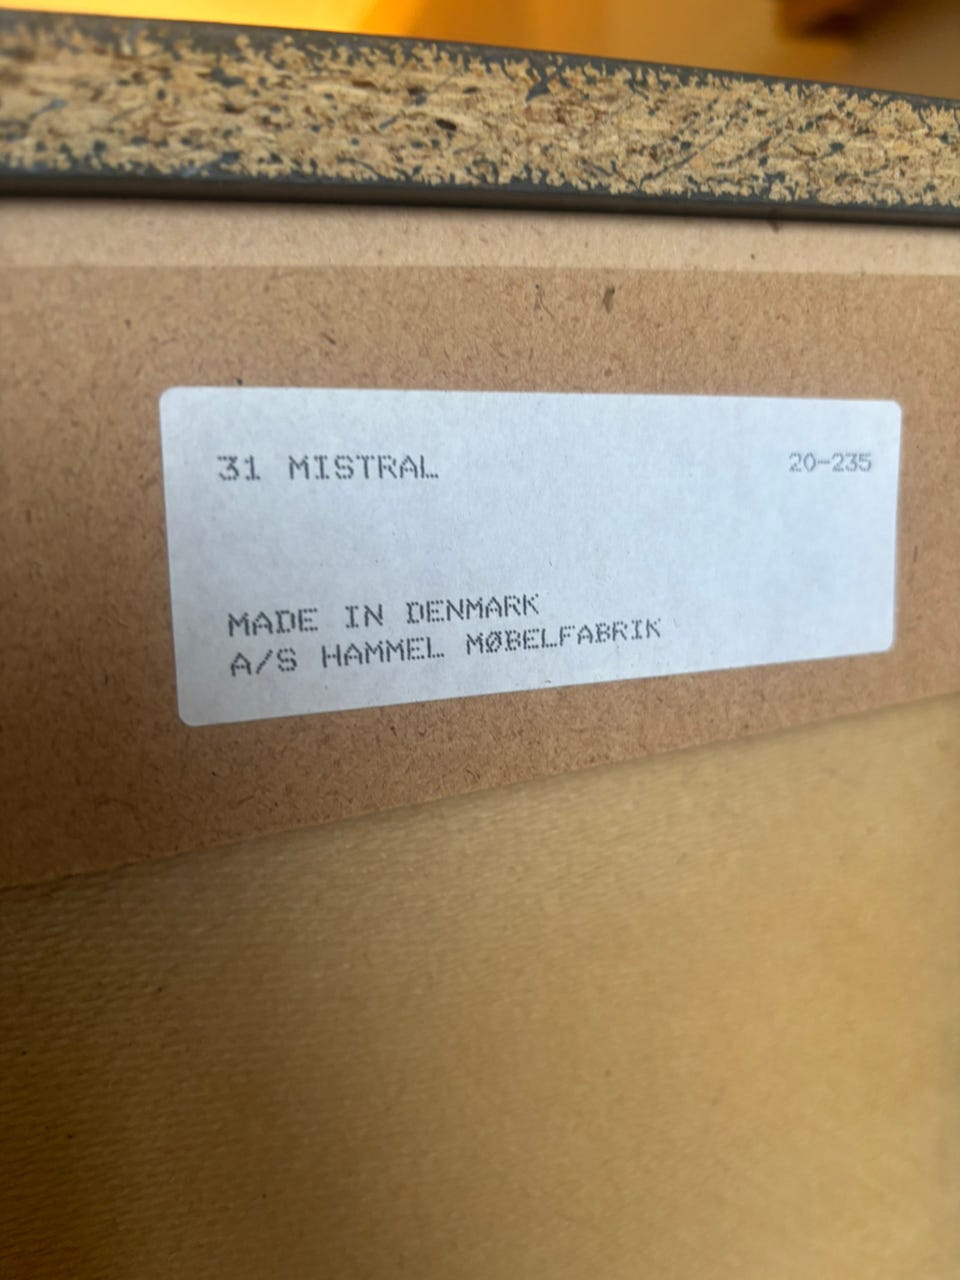 31 MISTRAL 20-235
MADE IN DENMARK
A/S HAMMEL MØBELFABRIK